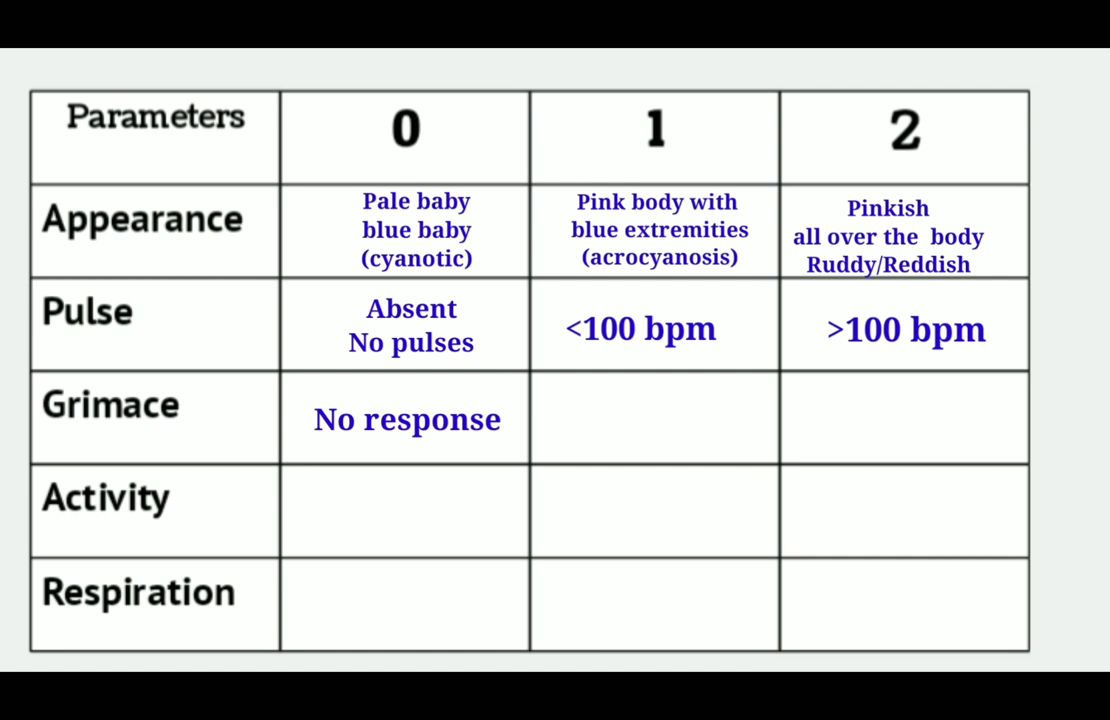 Parameters 0 1 2
Appearance
Pale baby
blue baby
(cyanotic)
Pink body with
blue extremities
(acrocyanosis)
Pinkish
all over the body
Ruddy/Reddish
Pulse
Absent
No pulses
<100 bpm
>100 bpm
Grimace
No response
Activity
Respiration